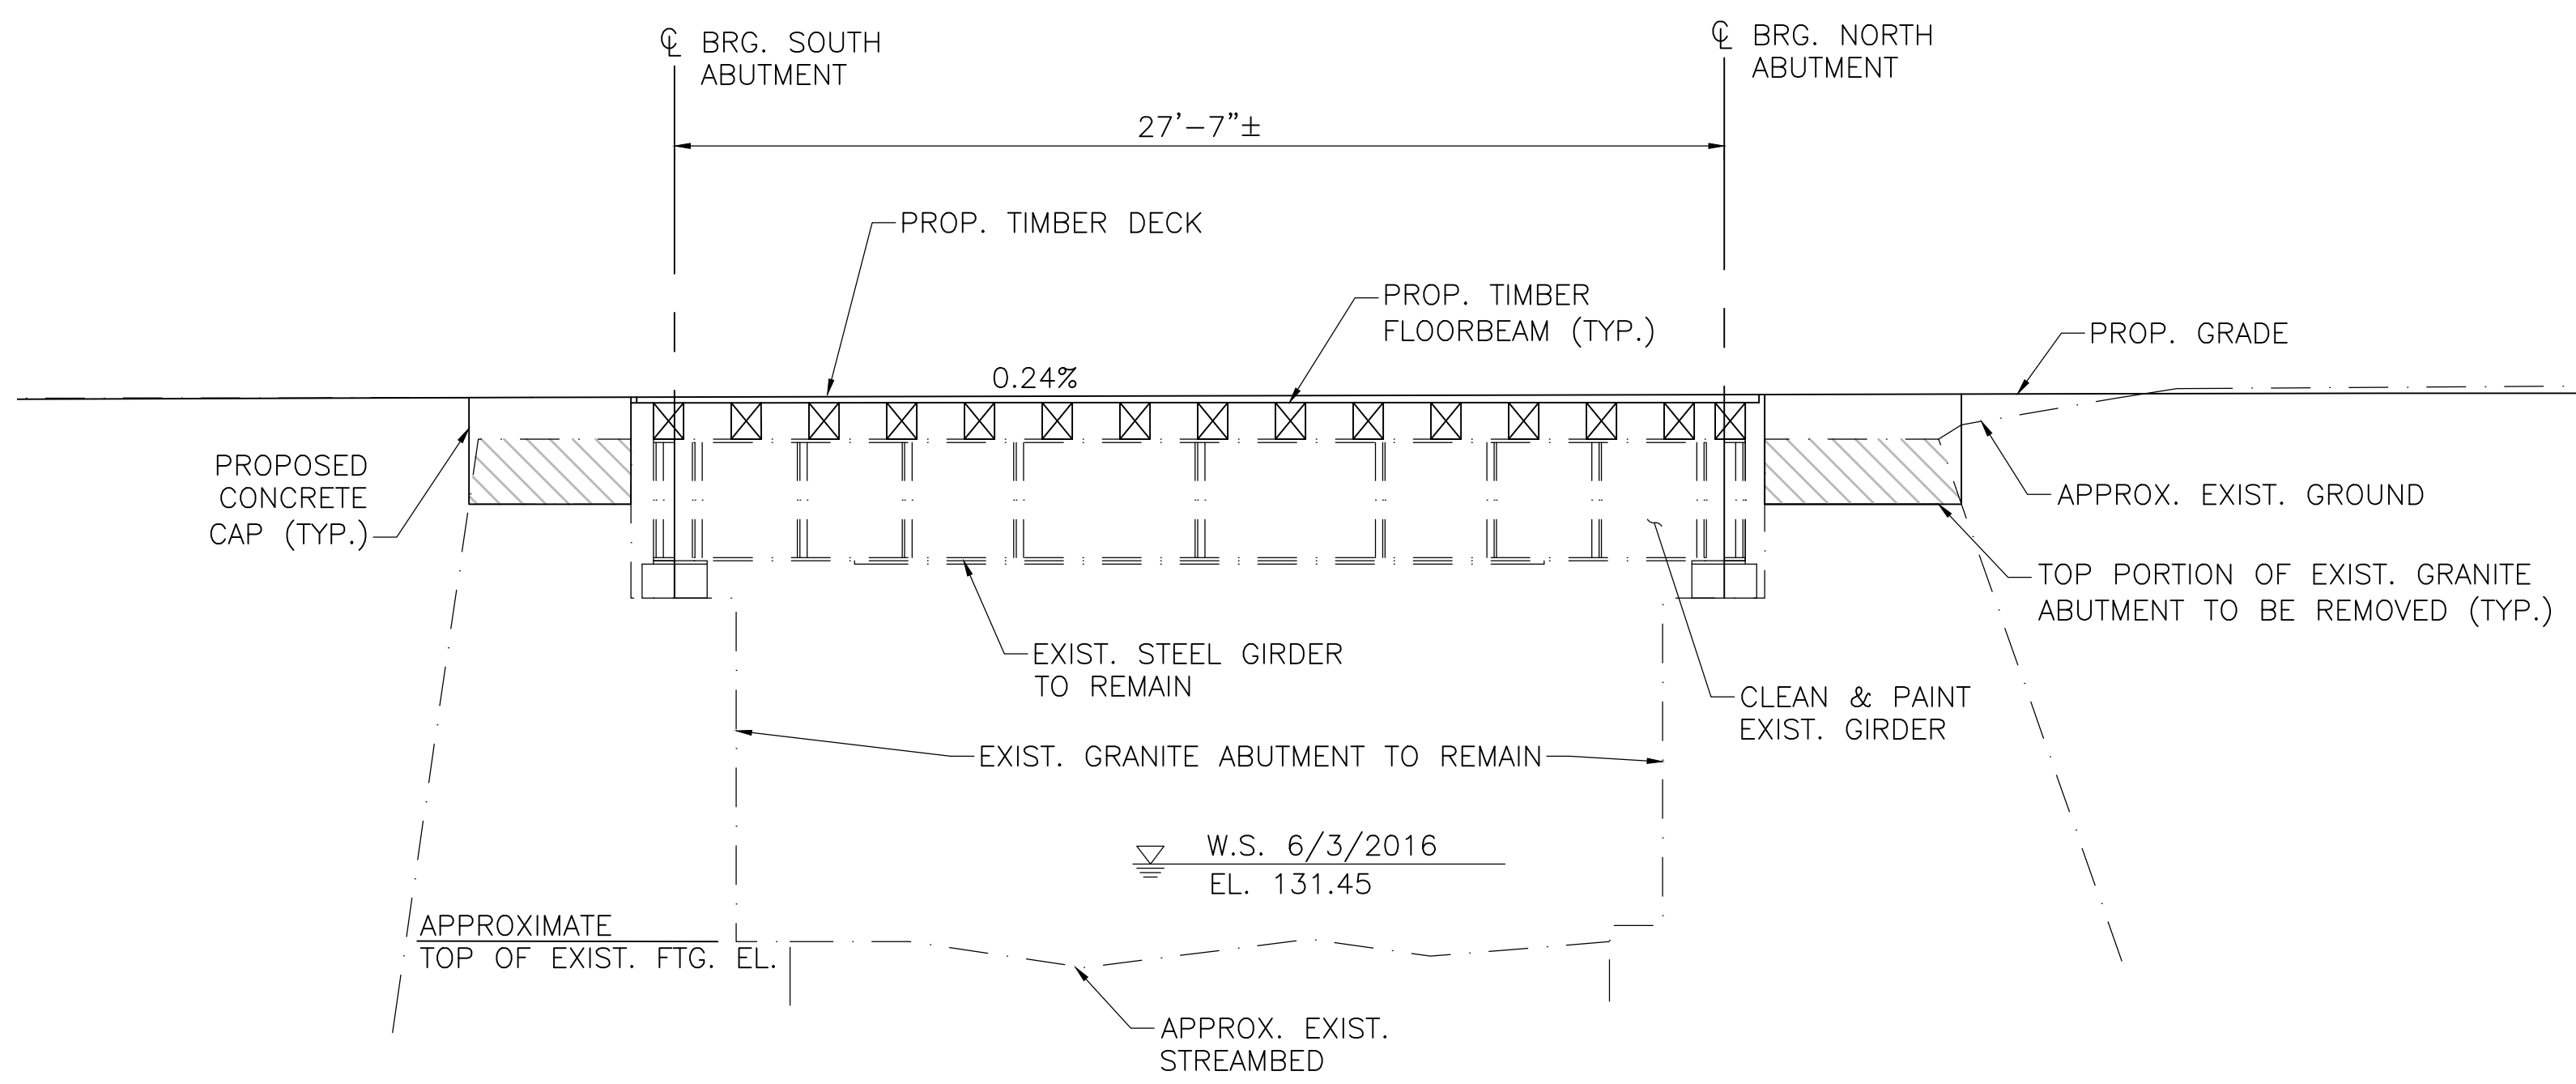 ℄ BRG. SOUTH
ABUTMENT
℄ BRG. NORTH
ABUTMENT
27'-7"±
PROP. TIMBER DECK
PROP. TIMBER
FLOORBEAM (TYP.)
PROP. GRADE
0.24%
PROPOSED
CONCRETE
CAP (TYP.)
APPROX. EXIST. GROUND
TOP PORTION OF EXIST. GRANITE
ABUTMENT TO BE REMOVED (TYP.)
EXIST. STEEL GIRDER
TO REMAIN
CLEAN & PAINT
EXIST. GIRDER
EXIST. GRANITE ABUTMENT TO REMAIN
W.S. 6/3/2016
EL. 131.45
APPROXIMATE
TOP OF EXIST. FTG. EL.
APPROX. EXIST.
STREAMBED